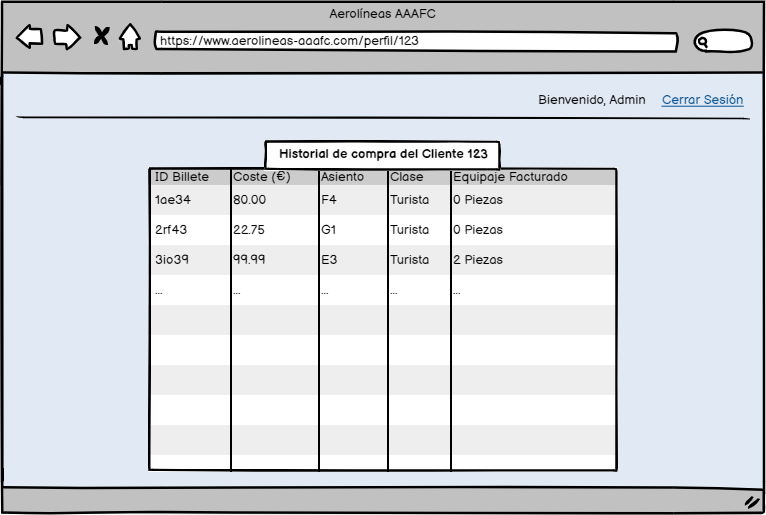 Aerolíneas AAAFC
https://www.aerolineas-aaafc.com/perfil/123
Bienvenido, Admin Cerrar Sesión
Historial de compra del Cliente 123
ID Billete Coste (€) Asiento Clase Equipaje Facturado
1ae34 80.00 F4 Turista 0 Piezas
2rf43 22.75 G1 Turista 0 Piezas
3io39 99.99 E3 Turista 2 Piezas
... ... ... ... ...